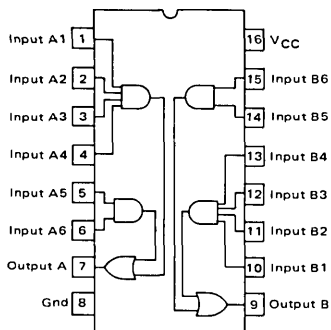 Input A1 1
Input A2 2
Input A3 3
Input A4 4
Input A5 5
Input A6 6
Output A 7
Gnd 8
16 VCC
15 Input B6
14 Input B5
13 Input B4
12 Input B3
11 Input B2
10 Input B1
9 Output B